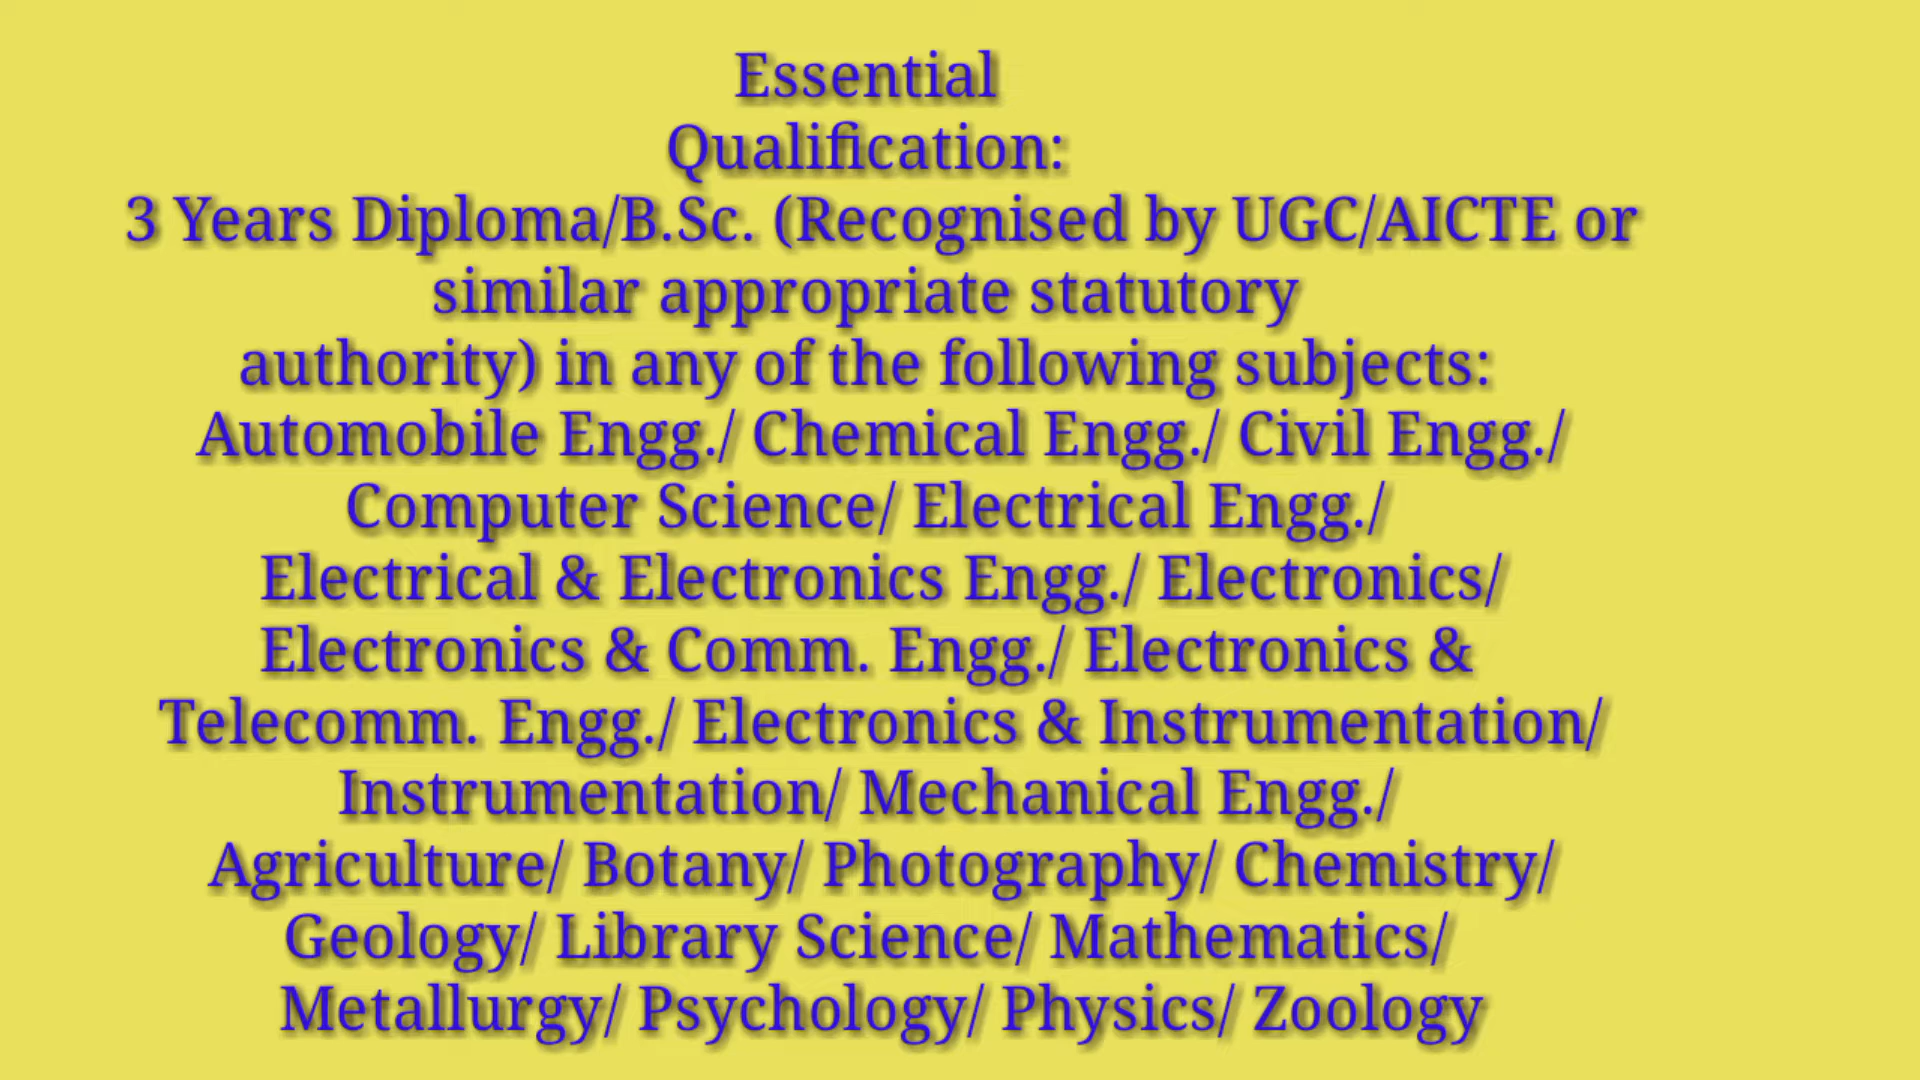 Essential
Qualification:
3 Years Diploma/B.Sc. (Recognised by UGC/AICTE or
similar appropriate statutory
authority) in any of the following subjects:
Automobile Engg./ Chemical Engg./ Civil Engg./
Computer Science/ Electrical Engg./
Electrical & Electronics Engg./ Electronics/
Electronics & Comm. Engg./ Electronics &
Telecomm. Engg./ Electronics & Instrumentation/
Instrumentation/ Mechanical Engg./
Agriculture/ Botany/ Photography/ Chemistry/
Geology/ Library Science/ Mathematics/
Metallurgy/ Psychology/ Physics/ Zoology